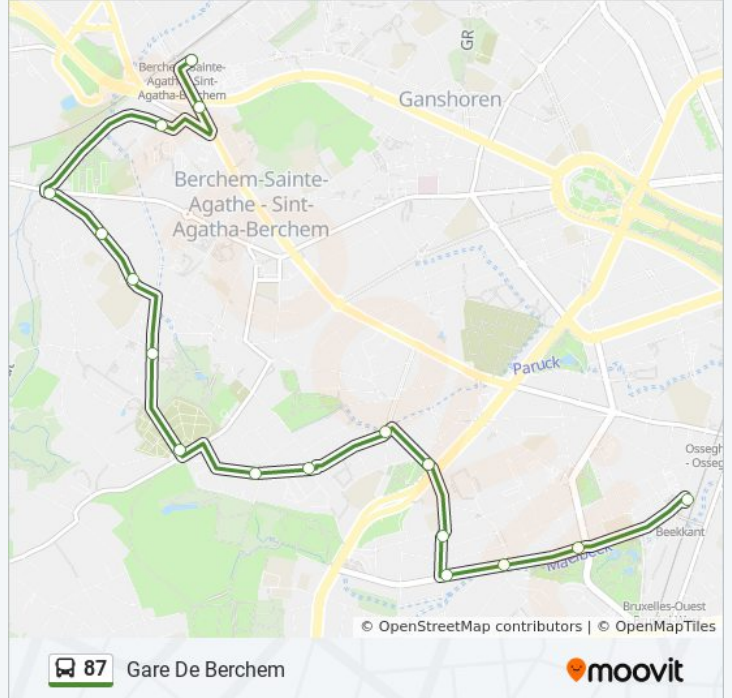 GR
Berchem-Sainte-
Agathe - Sint-
Agatha-Berchem
Ganshoren
Berchem-Sainte-
Agathe - Sint-
Agatha-Berchem
Paruck
Ossegh
- Osseg
Beekkant
Maelbeek
Bruxelles-Ouest
© OpenStreetMap contributors | © OpenMapTiles
87 Gare De Berchem
moovit